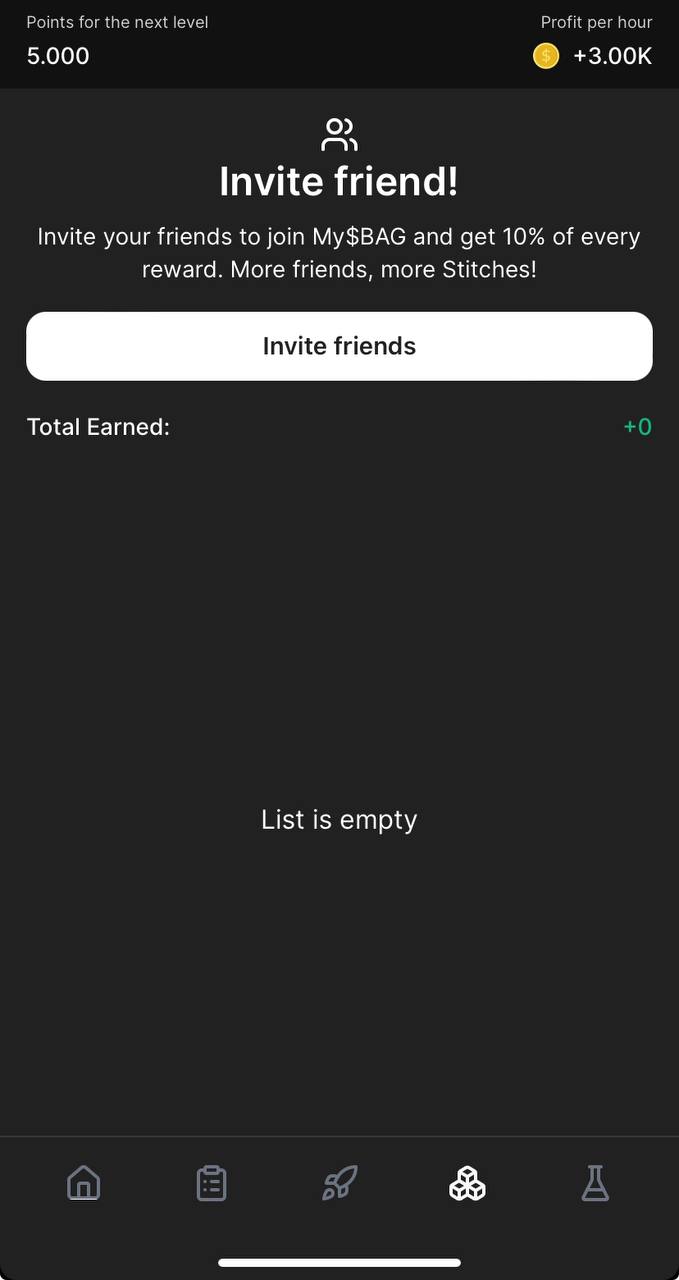 Points for the next level
Profit per hour
5.000
+3.00K
Invite friend!
Invite your friends to join My$BAG and get 10% of every
reward. More friends, more Stitches!
Invite friends
Total Earned:
+0
List is empty